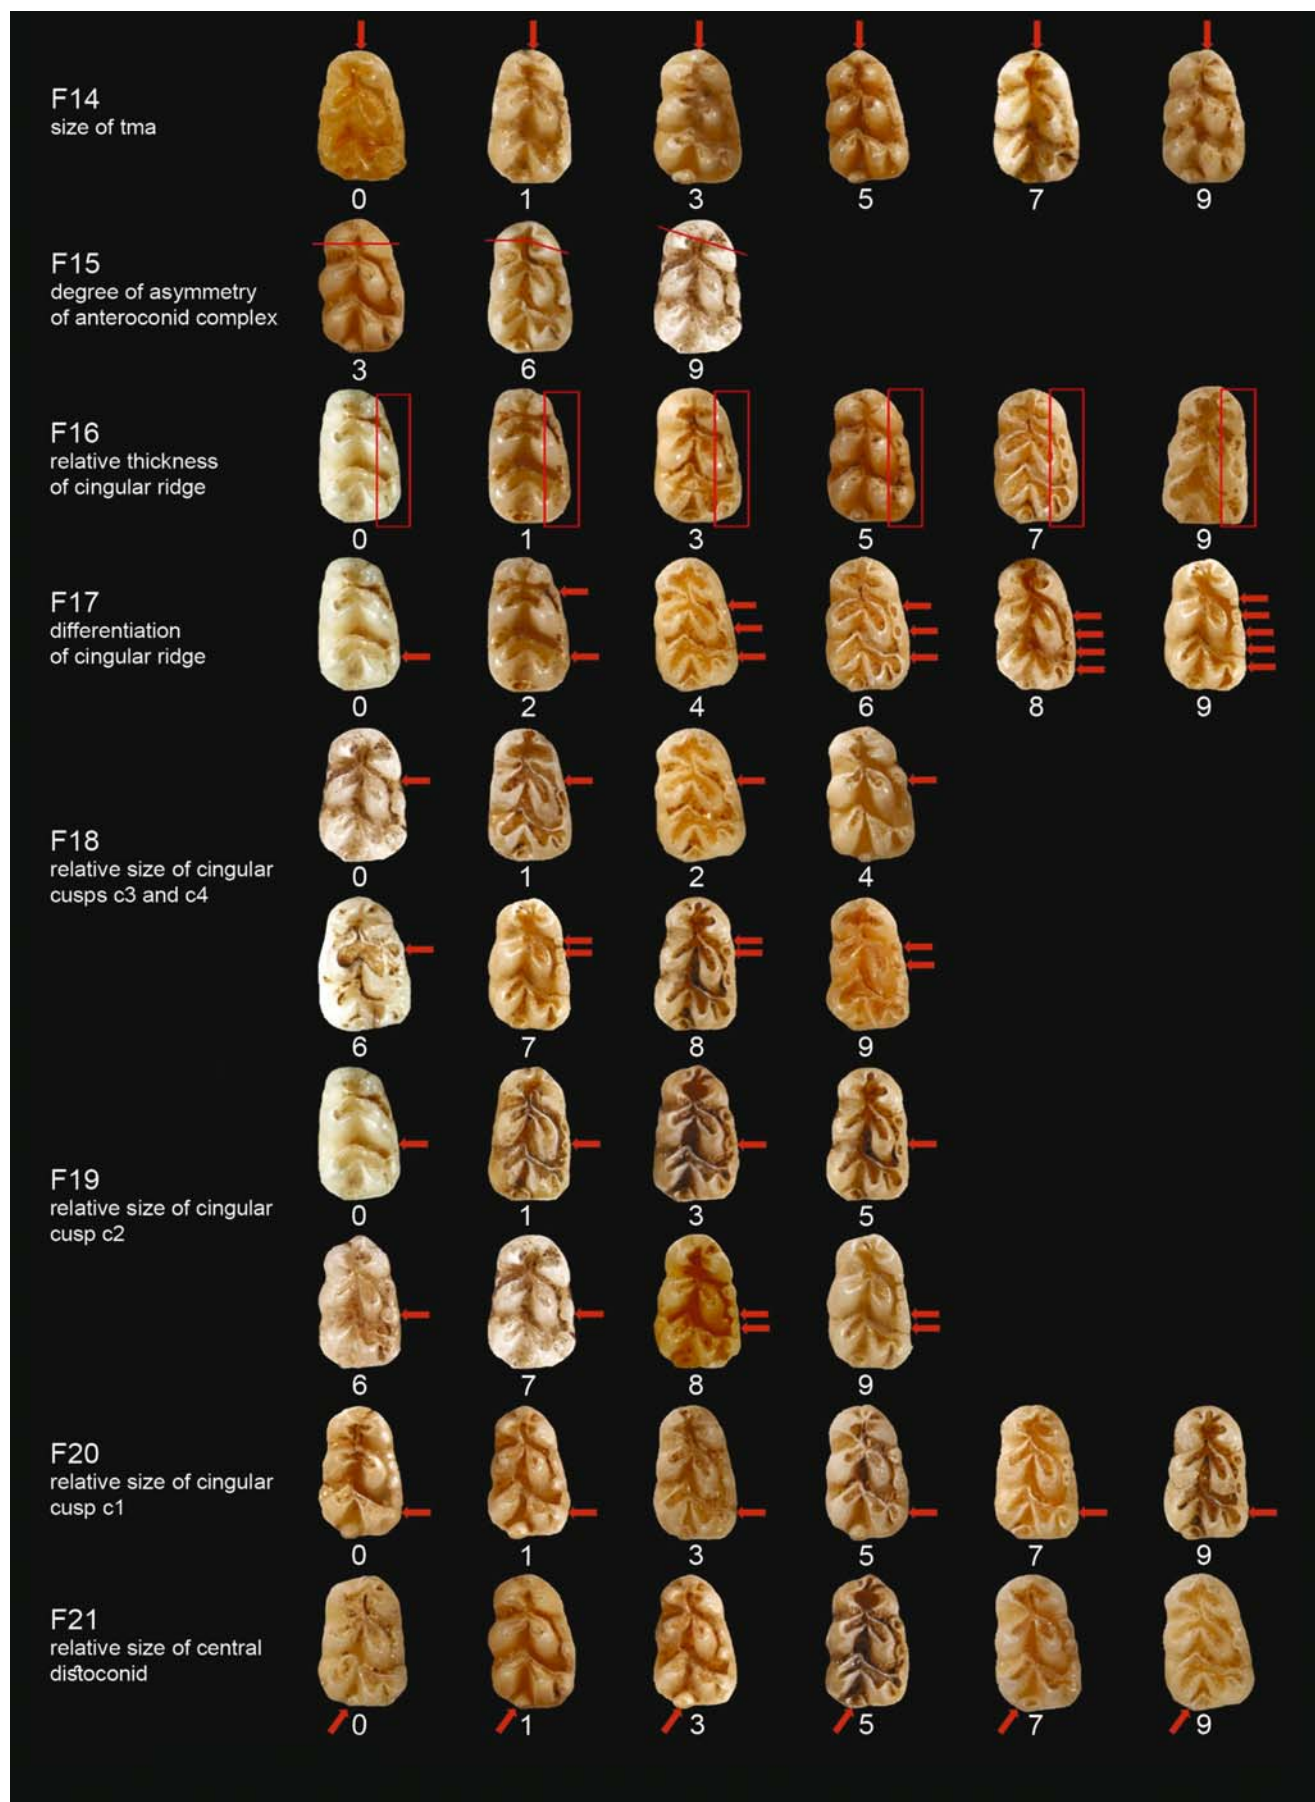 F14
size of tma
0 1 3 5 7 9
F15
degree of asymmetry
of anteroconid complex
3 6 9
F16
relative thickness
of cingular ridge
0 1 3 5 7 9
F17
differentiation
of cingular ridge
0 2 4 6 8 9
0 1 2 4
F18
relative size of cingular
cusps c3 and c4
6 7 8 9
0 1 3 5
F19
relative size of cingular
cusp c2
6 7 8 9
F20
relative size of cingular
cusp c1
0 1 3 5 7 9
F21
relative size of central
distoconid
0 1 3 5 7 9